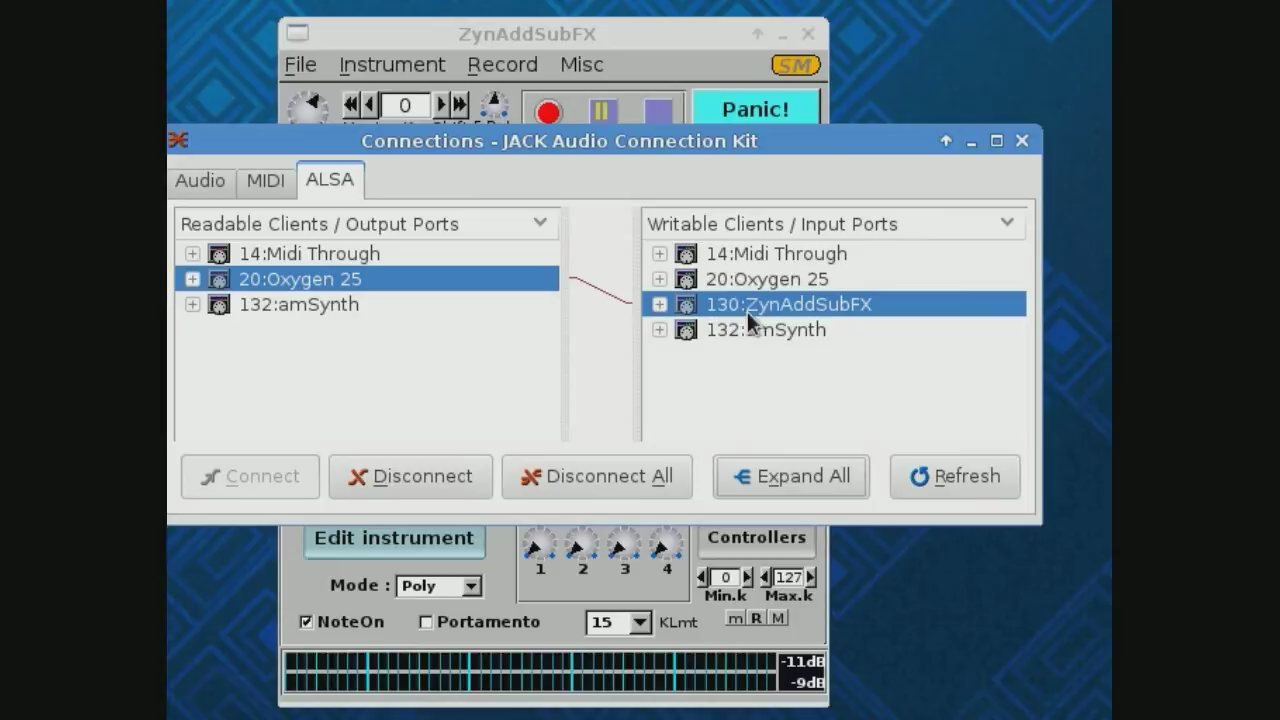 ZynAddSubFX
File Instrument Record Misc SM
0 Panic!
Connections - JACK Audio Connection Kit
Audio MIDI ALSA
Readable Clients / Output Ports Writable Clients / Input Ports
14:Midi Through 14:Midi Through
20:Oxygen 25 20:Oxygen 25
132:amSynth 130:ZynAddSubFX
132:amSynth
Connect Disconnect Disconnect All Expand All Refresh
Edit instrument Controllers
1 2 3 4
Mode : Poly 0 127
Min.k Max.k
NoteOn Portamento 15 KLmt m R M
-11dB
-9dB